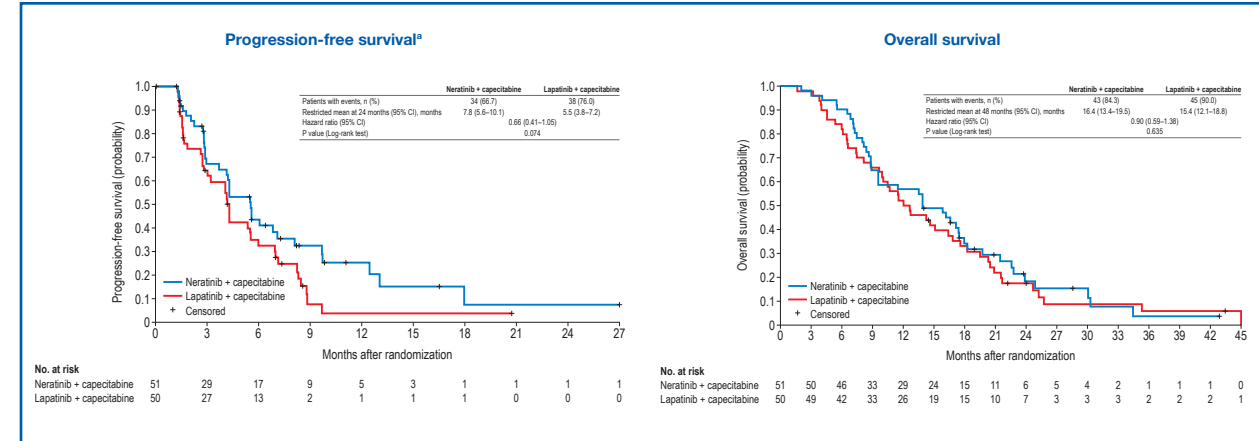 Progression-free survivalᵃ
Neratinib + capecitabine Lapatinib + capecitabine
Patients with events, n (%) 34 (66.7) 38 (76.0)
Restricted mean at 24 months (95% CI), months 7.8 (5.6–10.1) 5.5 (3.8–7.2)
Hazard ratio (95% CI) 0.66 (0.41–1.05)
P value (Log-rank test) 0.074
Progression-free survival (probability)
1.0
0.9
0.8
0.7
0.6
0.5
0.4
0.3
0.2
0.1
0
Neratinib + capecitabine
Lapatinib + capecitabine
+ Censored
0 3 6 9 12 15 18 21 24 27
Months after randomization
No. at risk
Neratinib + capecitabine 51 29 17 9 5 3 1 1 1 1
Lapatinib + capecitabine 50 27 13 2 1 1 1 0 0 0
Overall survival
Neratinib + capecitabine Lapatinib + capecitabine
Patients with events, n (%) 43 (84.3) 45 (90.0)
Restricted mean at 48 months (95% CI), months 16.4 (13.4–19.5) 15.4 (12.1–18.8)
Hazard ratio (95% CI) 0.90 (0.59–1.38)
P value (Log-rank test) 0.635
Overall survival (probability)
1.0
0.9
0.8
0.7
0.6
0.5
0.4
0.3
0.2
0.1
0
Neratinib + capecitabine
Lapatinib + capecitabine
+ Censored
0 3 6 9 12 15 18 21 24 27 30 33 36 39 42 45
Months after randomization
No. at risk
Neratinib + capecitabine 51 50 46 33 29 24 15 11 6 5 4 2 1 1 1 0
Lapatinib + capecitabine 50 49 42 33 26 19 15 10 7 3 3 3 2 2 2 1